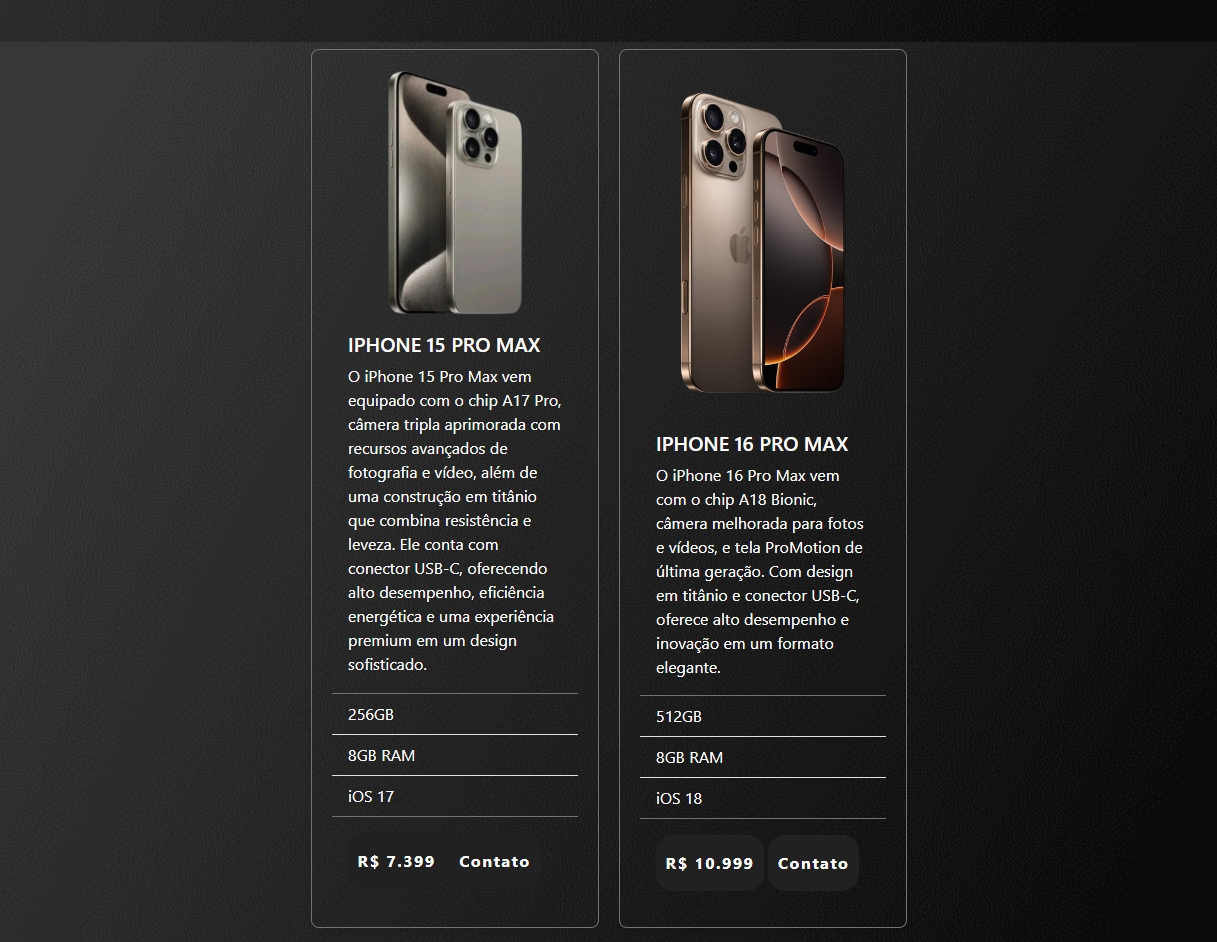 IPHONE 15 PRO MAX
O iPhone 15 Pro Max vem
equipado com o chip A17 Pro,
câmera tripla aprimorada com
recursos avançados de
fotografia e vídeo, além de
uma construção em titânio
que combina resistência e
leveza. Ele conta com
conector USB-C, oferecendo
alto desempenho, eficiência
energética e uma experiência
premium em um design
sofisticado.
256GB
8GB RAM
iOS 17
R$ 7.399 Contato
IPHONE 16 PRO MAX
O iPhone 16 Pro Max vem
com o chip A18 Bionic,
câmera melhorada para fotos
e vídeos, e tela ProMotion de
última geração. Com design
em titânio e conector USB-C,
oferece alto desempenho e
inovação em um formato
elegante.
512GB
8GB RAM
iOS 18
R$ 10.999 Contato